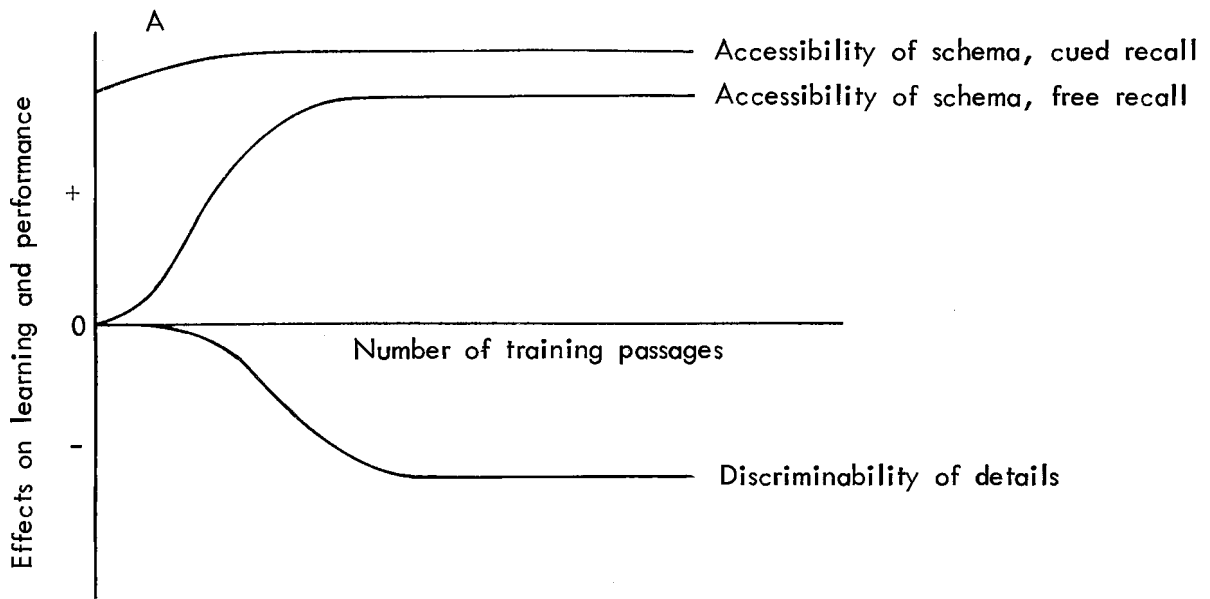 A
Accessibility of schema, cued recall
Accessibility of schema, free recall
Effects on learning and performance
+
0
Number of training passages
-
Discriminability of details